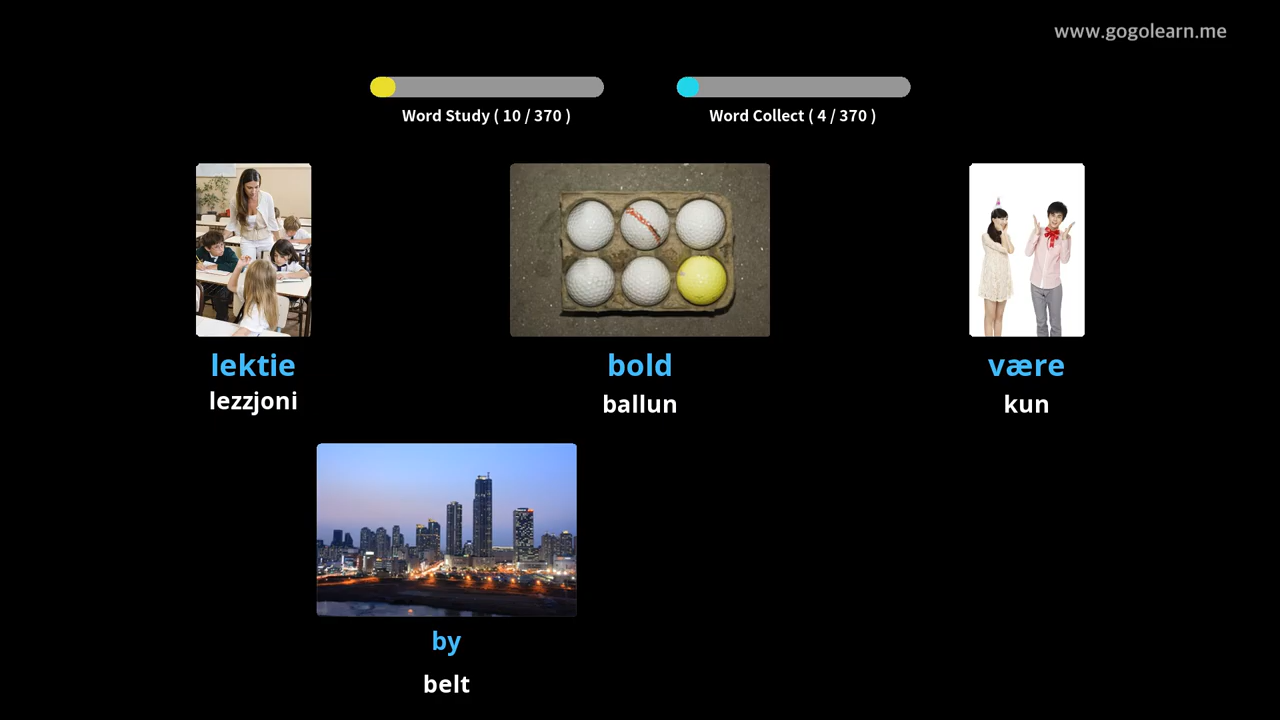 www.gogolearn.me
Word Study ( 10 / 370 )
Word Collect ( 4 / 370 )
lektie
lezzjoni
bold
ballun
være
kun
by
belt